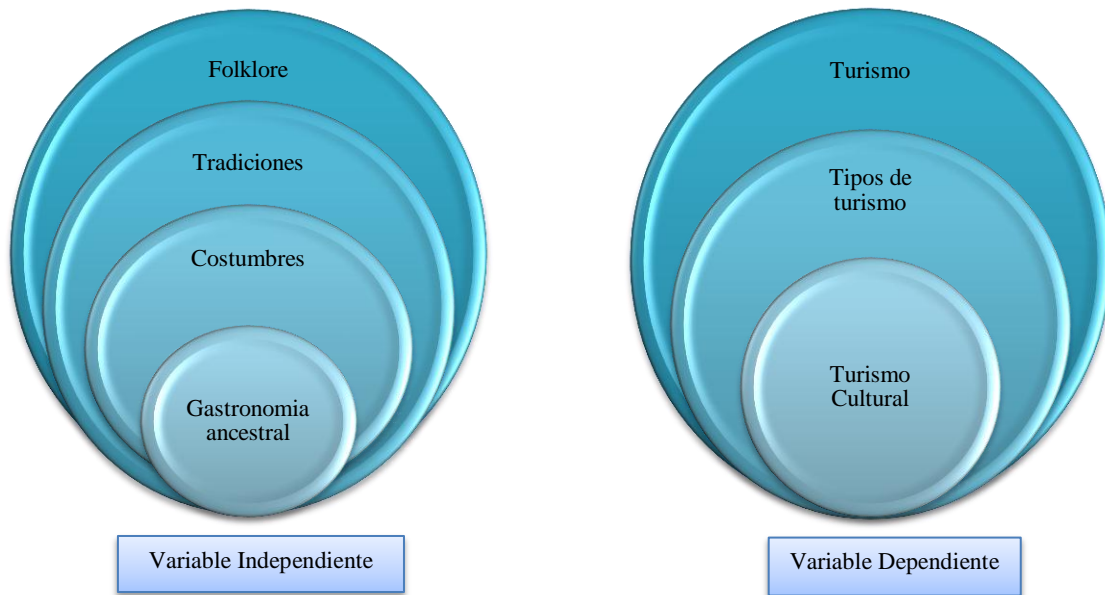 Folklore
Tradiciones
Costumbres
Gastronomia
ancestral
Variable Independiente
Turismo
Tipos de
turismo
Turismo
Cultural
Variable Dependiente